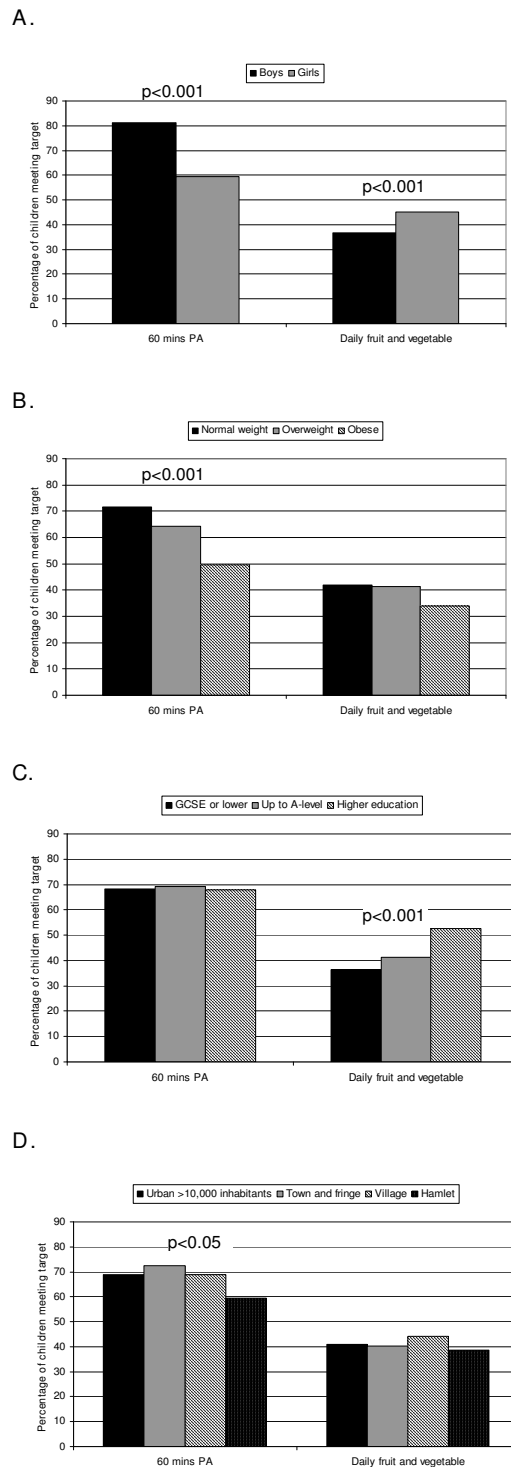 A.
Boys Girls
p<0.001
p<0.001
Percentage of children meeting target
90
80
70
60
50
40
30
20
10
0
60 mins PA Daily fruit and vegetable
B.
Normal weight Overweight Obese
p<0.001
Percentage of children meeting target
90
80
70
60
50
40
30
20
10
0
60 mins PA Daily fruit and vegetable
C.
GCSE or lower Up to A-level Higher education
p<0.001
Percentage of children meeting target
90
80
70
60
50
40
30
20
10
0
60 mins PA Daily fruit and vegetable
D.
Urban >10,000 inhabitants Town and fringe Village Hamlet
p<0.05
Percentage of children meeting target
90
80
70
60
50
40
30
20
10
0
60 mins PA Daily fruit and vegetable